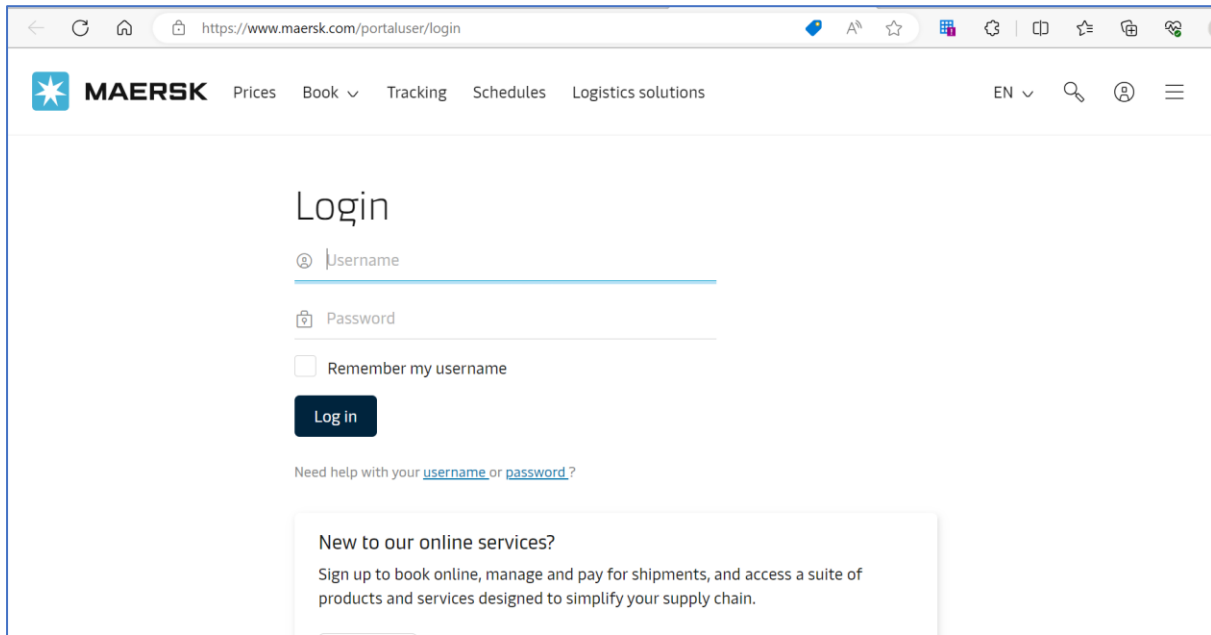 https://www.maersk.com/portaluser/login
MAERSK Prices Book Tracking Schedules Logistics solutions EN
Login
Username
Password
Remember my username
Log in
Need help with your username or password ?
New to our online services?
Sign up to book online, manage and pay for shipments, and access a suite of
products and services designed to simplify your supply chain.